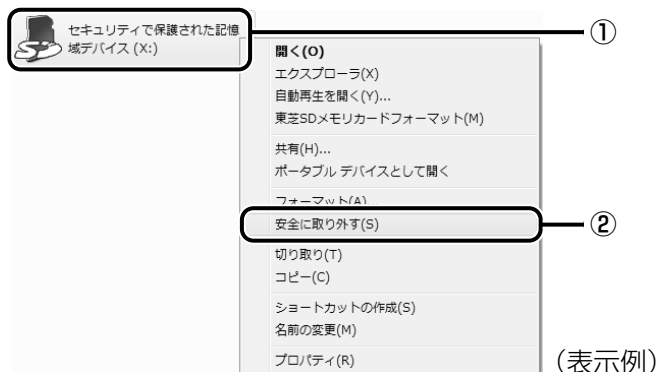 セキュリティで保護された記憶
域デバイス (X:)
①
開く(O)
エクスプローラ(X)
自動再生を開く(Y)...
東芝SDメモリカードフォーマット(M)
共有(H)...
ポータブル デバイスとして開く
フォーマット(A)...
安全に取り外す(S)
②
切り取り(T)
コピー(C)
ショートカットの作成(S)
名前の変更(M)
プロパティ(R)
(表示例)